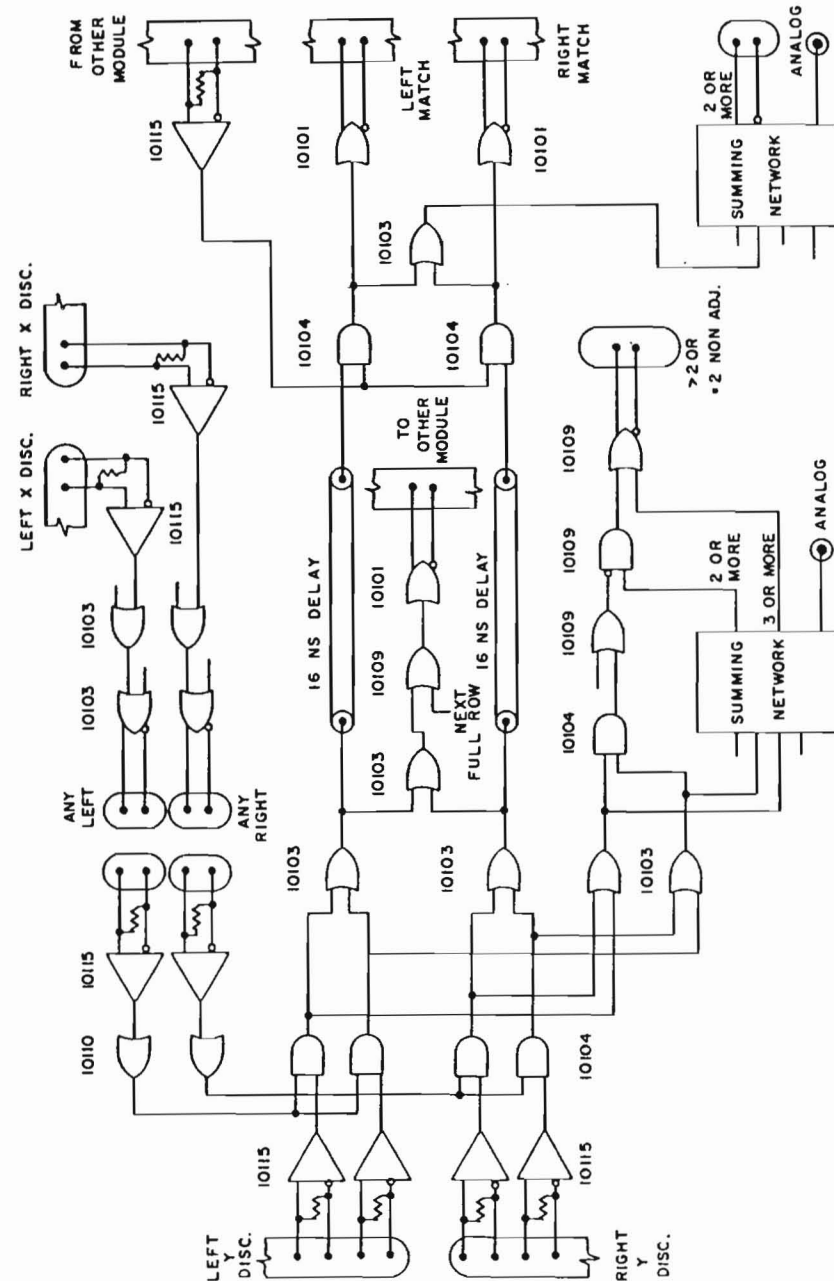 FROM
OTHER
MODULE
10115
10101
LEFT
MATCH
10101
RIGHT
MATCH
2 OR
MORE
ANALOG
SUMMING
NETWORK
10103
RIGHT X DISC.
10115
LEFT X DISC.
10115
10104
10104
>2 OR
=2 NON ADJ.
TO
OTHER
MODULE
10109
10109
2 OR
MORE
3 OR MORE
ANALOG
10103
10103
16 NS DELAY
10101
10109
NEXT
FULL ROW
10103
16 NS DELAY
10109
10104
SUMMING
NETWORK
ANY
LEFT
ANY
RIGHT
10103
10103
10103
10115
10110
10104
10115
10115
LEFT
Y
DISC.
RIGHT
Y
DISC.